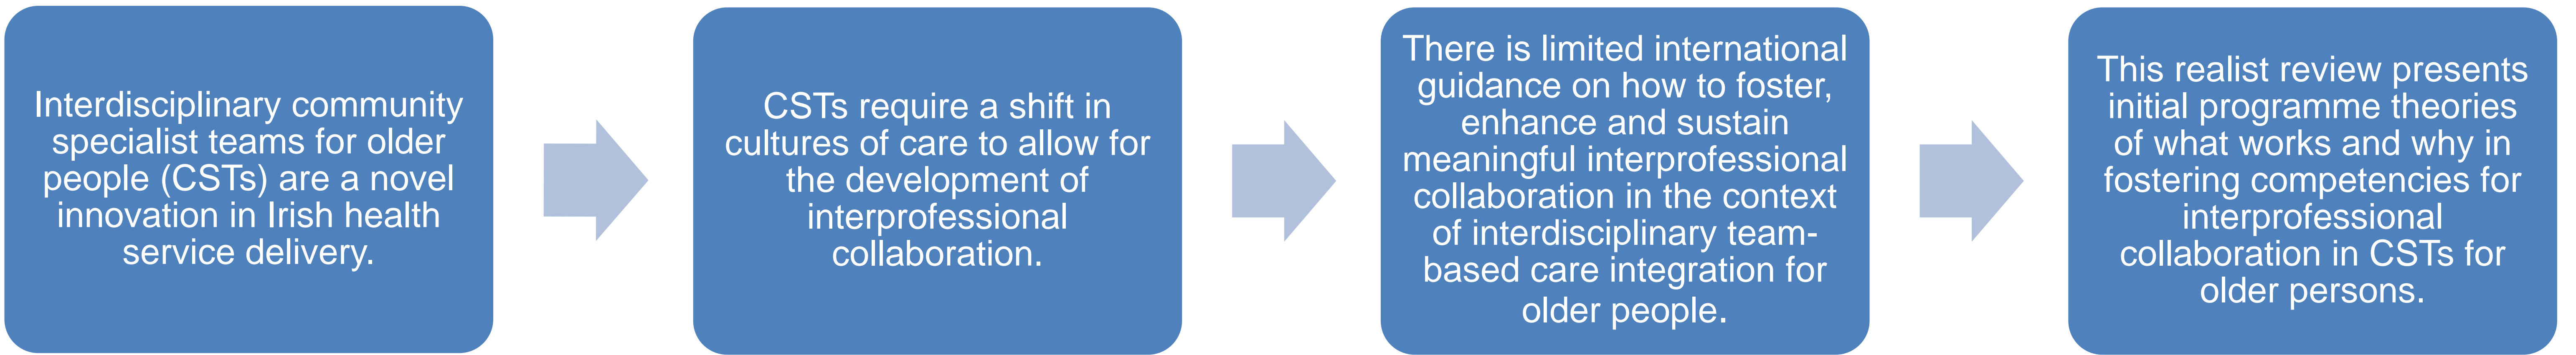 Interdisciplinary community
specialist teams for older
people (CSTs) are a novel
innovation in Irish health
service delivery.
CSTs require a shift in
cultures of care to allow for
the development of
interprofessional
collaboration.
There is limited international
guidance on how to foster,
enhance and sustain
meaningful interprofessional
collaboration in the context
of interdisciplinary team-
based care integration for
older people.
This realist review presents
initial programme theories
of what works and why in
fostering competencies for
interprofessional
collaboration in CSTs for
older persons.